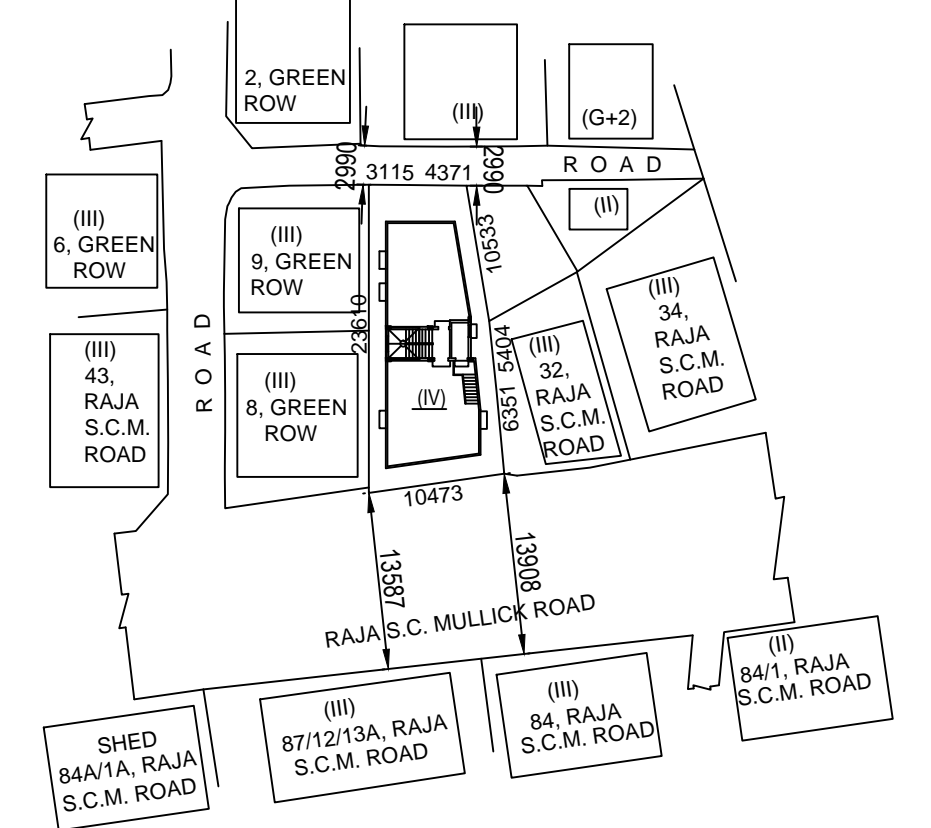 2, GREEN
ROW
(III)
(G+2)
2990
3115 4371
2990
R O A D
(II)
(III)
6, GREEN
ROW
(III)
9, GREEN
ROW
10533
(III)
34,
RAJA
S.C.M.
ROAD
23610
R O A D
(III)
43,
RAJA
S.C.M.
ROAD
(III)
8, GREEN
ROW
(IV)
5404
6351
(III)
32,
RAJA
S.C.M.
ROAD
10473
13587
13908
RAJA S.C. MULLICK ROAD
SHED
84A/1A, RAJA
S.C.M. ROAD
(III)
87/12/13A, RAJA
S.C.M. ROAD
(III)
84, RAJA
S.C.M. ROAD
(II)
84/1, RAJA
S.C.M. ROAD